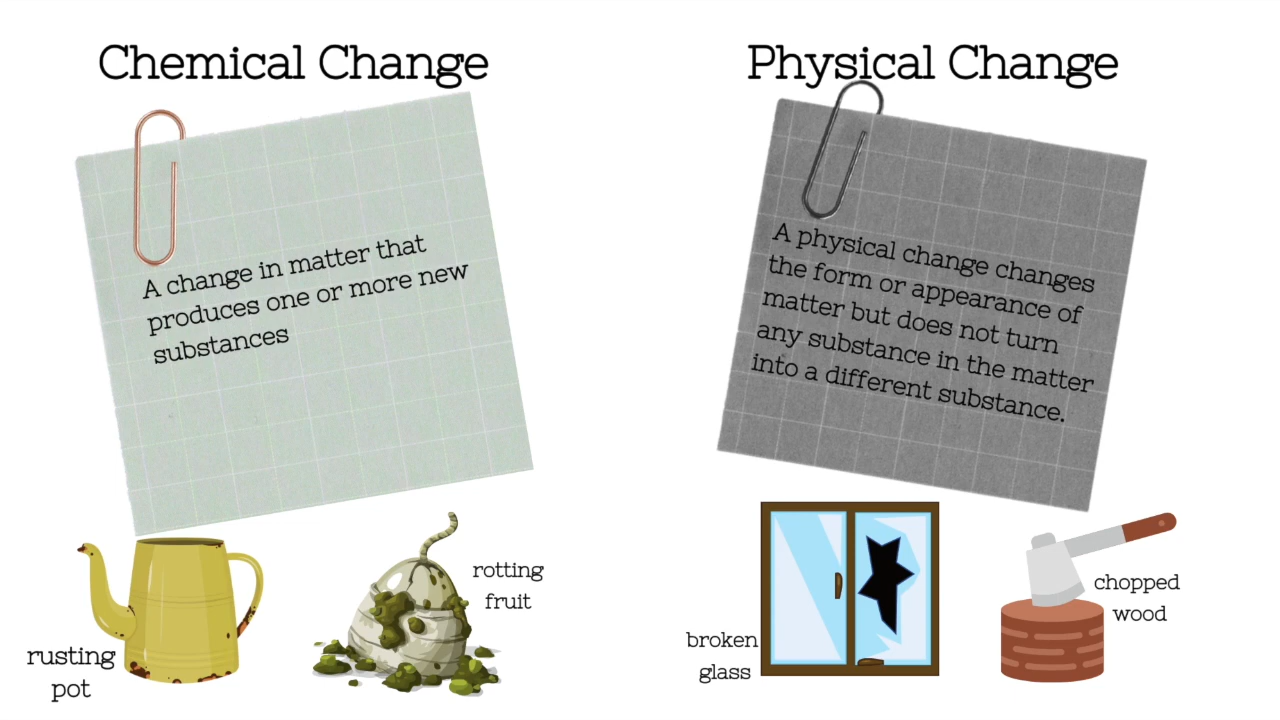 Chemical Change
A change in matter that
produces one or more new
substances
rusting
pot
rotting
fruit
Physical Change
A physical change changes
the form or appearance of
matter but does not turn
any substance in the matter
into a different substance.
broken
glass
chopped
wood